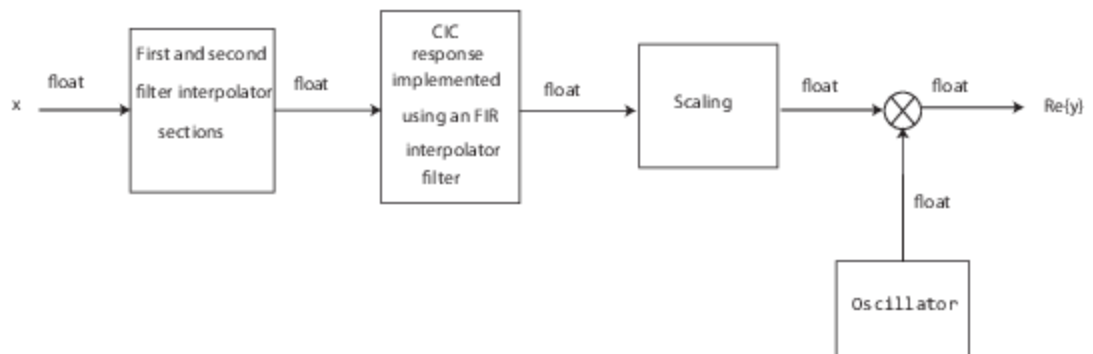 x
float
First and second
filter interpolator
sections
float
CIC
response
implemented
using an FIR
interpolator
filter
float
Scaling
float
float
Re{y}
float
Oscillator